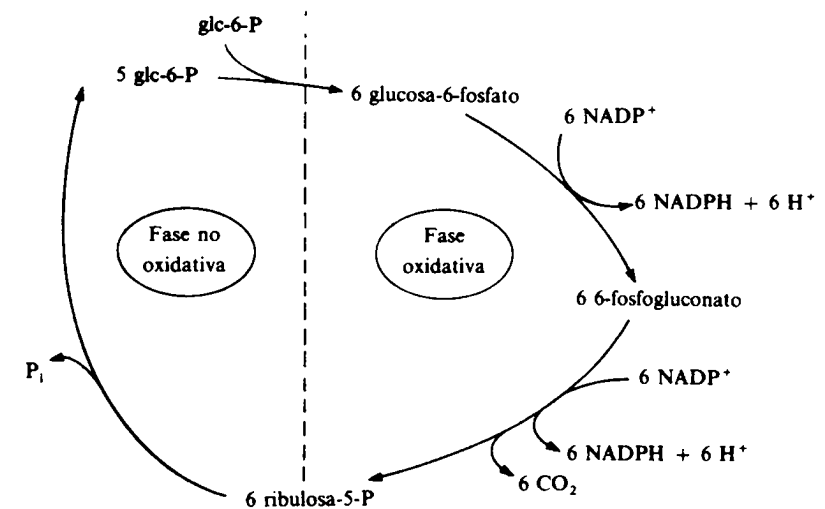 glc-6-P
5 glc-6-P
6 glucosa-6-fosfato
6 NADP⁺
6 NADPH + 6 H⁺
Fase no
oxidativa
Fase
oxidativa
6 6-fosfogluconato
Pᵢ
6 NADP⁺
6 NADPH + 6 H⁺
6 CO₂
6 ribulosa-5-P